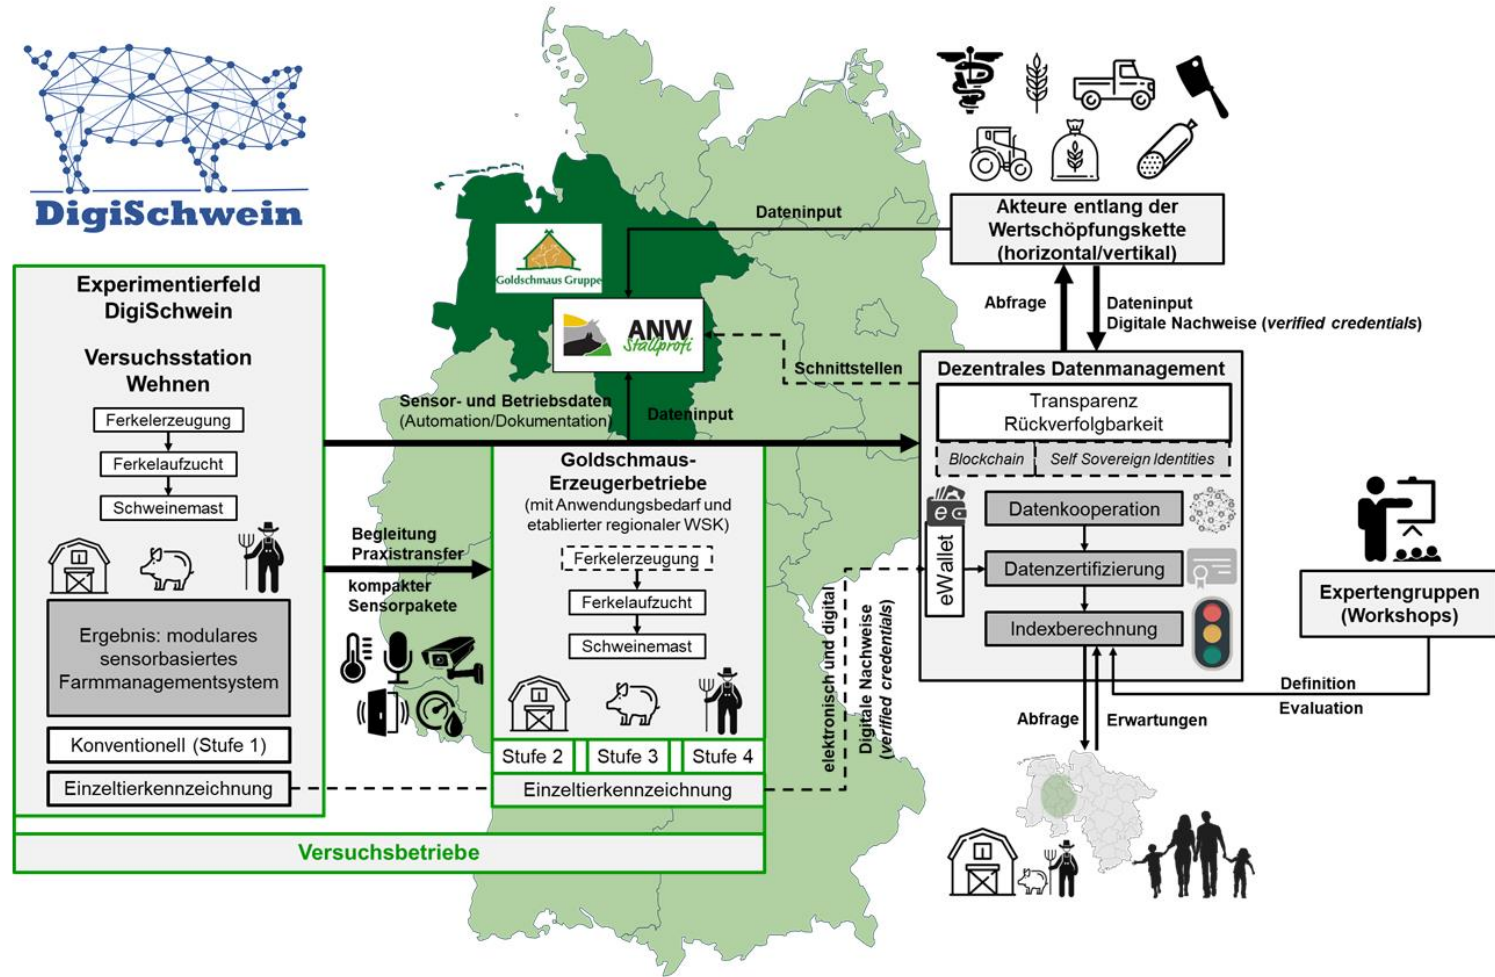 DigiSchwein
Experimentierfeld
DigiSchwein
Versuchsstation
Wehnen
Ferkelerzeugung
Ferkelaufzucht
Schweinemast
Ergebnis: modulares
sensorbasiertes
Farmmanagementsystem
Konventionell (Stufe 1)
Einzeltierkennzeichnung
Versuchsbetriebe
Goldschmaus Gruppe
ANW
Stallprofi
Dateninput
Schnittstellen
Sensor- und Betriebsdaten
(Automation/Dokumentation)
Dateninput
Begleitung
Praxistransfer
kompakter
Sensorpakete
Goldschmaus-
Erzeugerbetriebe
(mit Anwendungsbedarf und
etablierter regionaler WSK)
Ferkelerzeugung
Ferkelaufzucht
Schweinemast
Stufe 2
Stufe 3
Stufe 4
Einzeltierkennzeichnung
elektronisch und digital
Digitale Nachweise
(verified credentials)
Akteure entlang der
Wertschöpfungskette
(horizontal/vertikal)
Abfrage
Dateninput
Digitale Nachweise (verified credentials)
Dezentrales Datenmanagement
Transparenz
Rückverfolgbarkeit
Blockchain
Self Sovereign Identities
e
eWallet
Datenkooperation
Datenzertifizierung
Indexberechnung
Expertengruppen
(Workshops)
Definition
Evaluation
Abfrage
Erwartungen